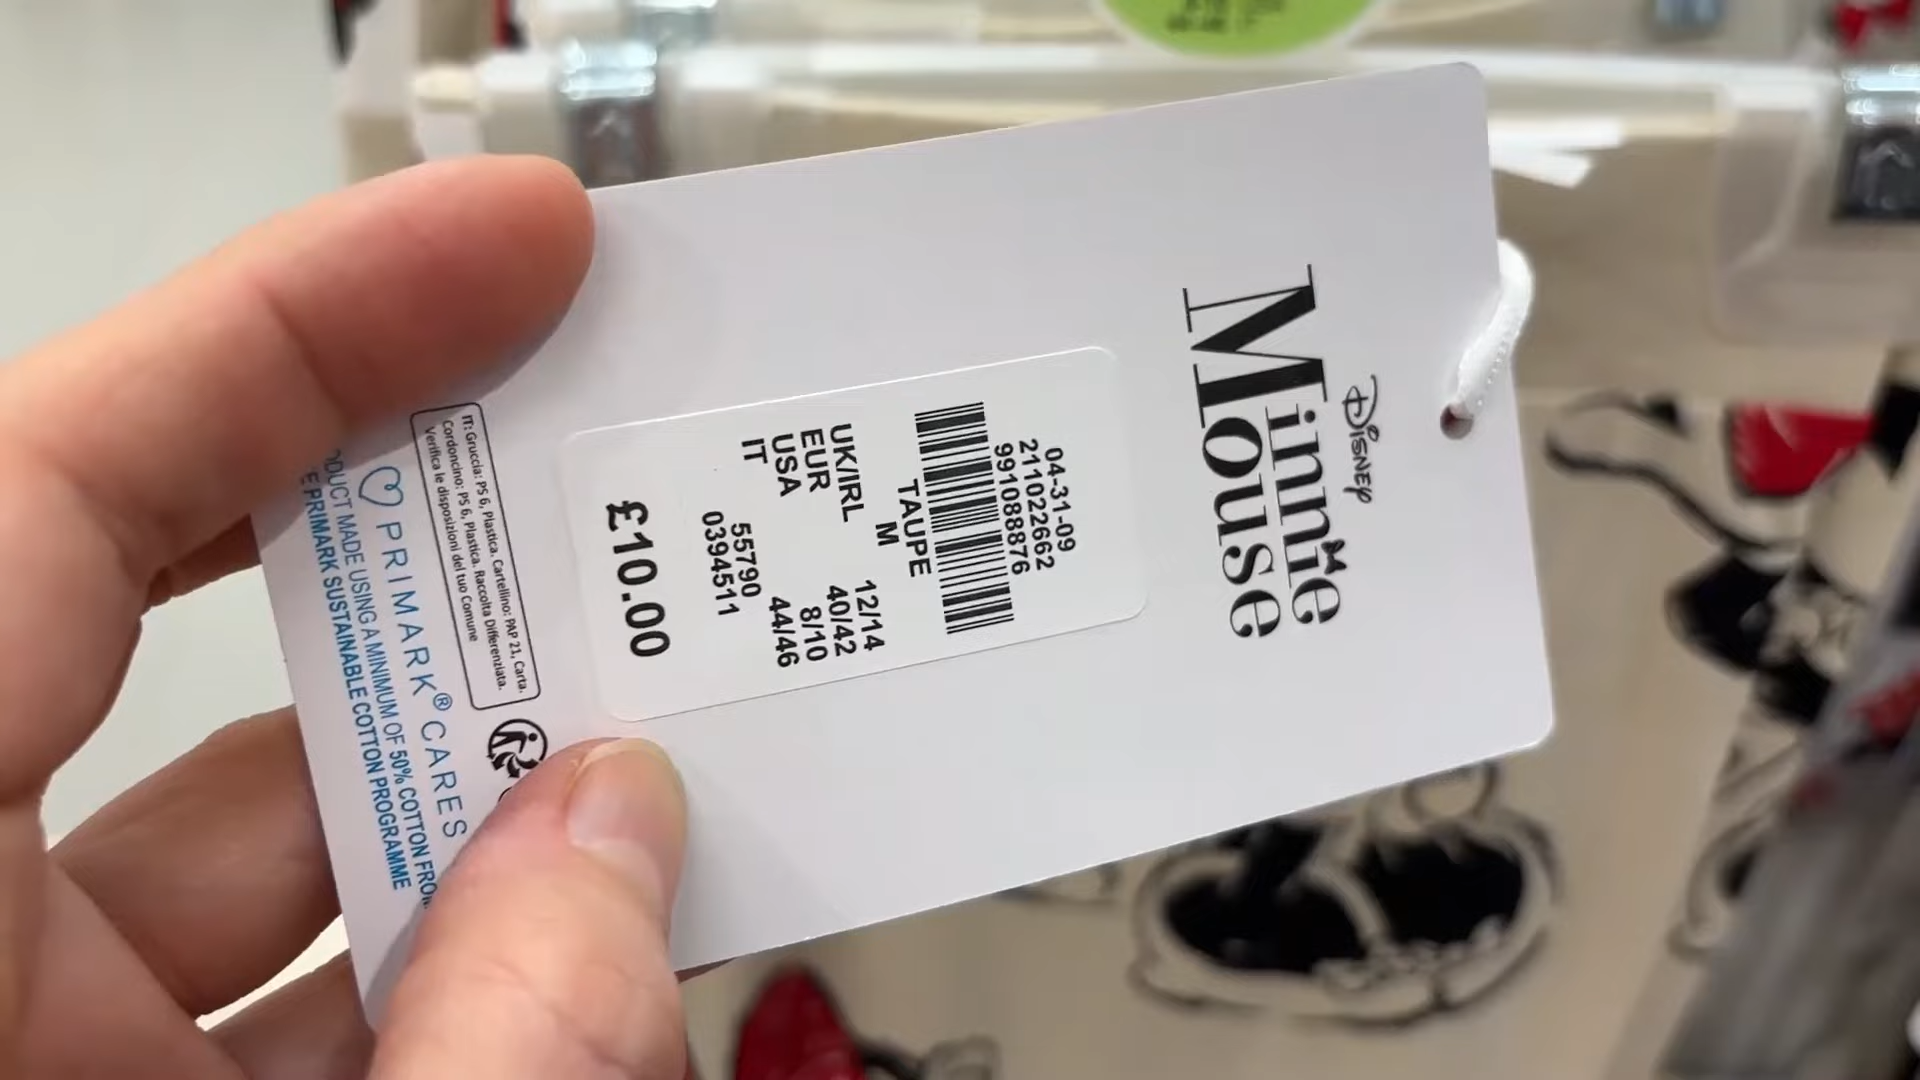 Disney
Minnie
Mouse
04-31-09
211022662
9910888876
TAUPE
M
UK/IRL 12/14
EUR 40/42
USA 8/10
IT 44/46
55790
0394511
£10.00
IT: Gruccia: PS 6, Plastica. Cartellino: PAP 21, Carta.
Cordoncino: PS 6, Plastica. Raccolta Differenziata.
Verifica le disposizioni del tuo Comune
PRIMARK® CARES
MADE USING A MINIMUM OF 50% COTTON FROM
PRIMARK SUSTAINABLE COTTON PROGRAMME